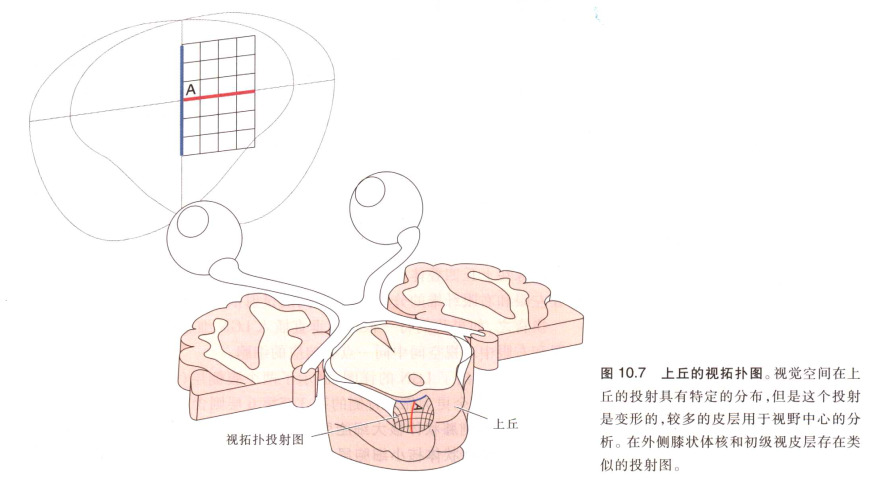 A
A
视拓扑投射图
上丘
图 10.7 上丘的视拓扑图。视觉空间在上
丘的投射具有特定的分布,但是这个投射
是变形的,较多的皮层用于视野中心的分
析。在外侧膝状体核和初级视皮层存在类
似的投射图。